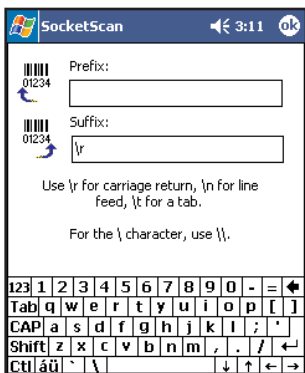 SocketScan 3:11 ok
Prefix:
01234
Suffix:
01234
\r
Use \r for carriage return, \n for line
feed, \t for a tab.
For the \ character, use \\.
123 1 2 3 4 5 6 7 8 9 0 - =
Tab q w e r t y u i o p [ ]
CAP a s d f g h j k l ; '
Shift z x c v b n m , . /
Ctl áü ` \